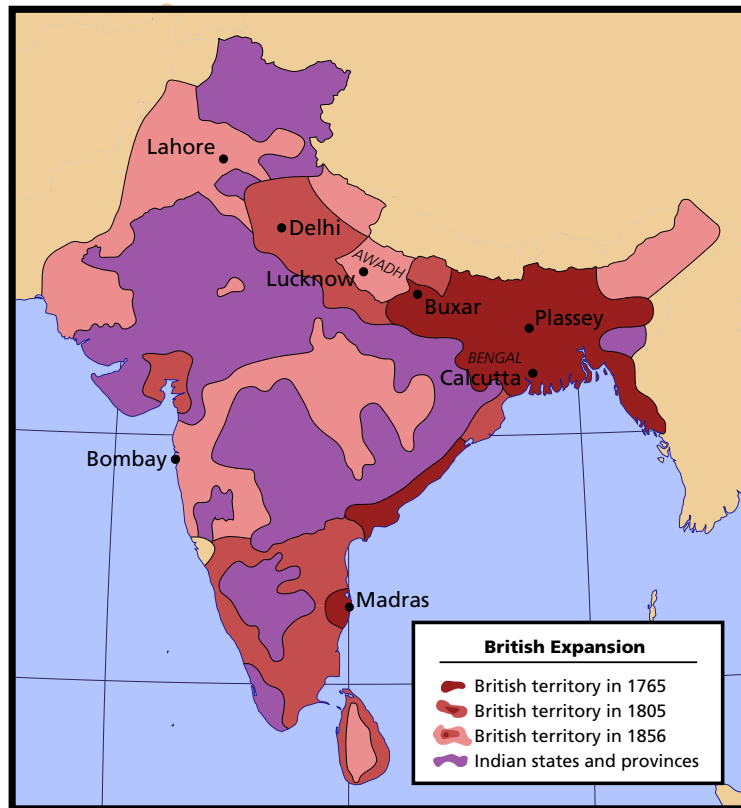 Lahore
Delhi
AWADH
Lucknow
Buxar
Plassey
BENGAL
Calcutta
Bombay
Madras
British Expansion
British territory in 1765
British territory in 1805
British territory in 1856
Indian states and provinces